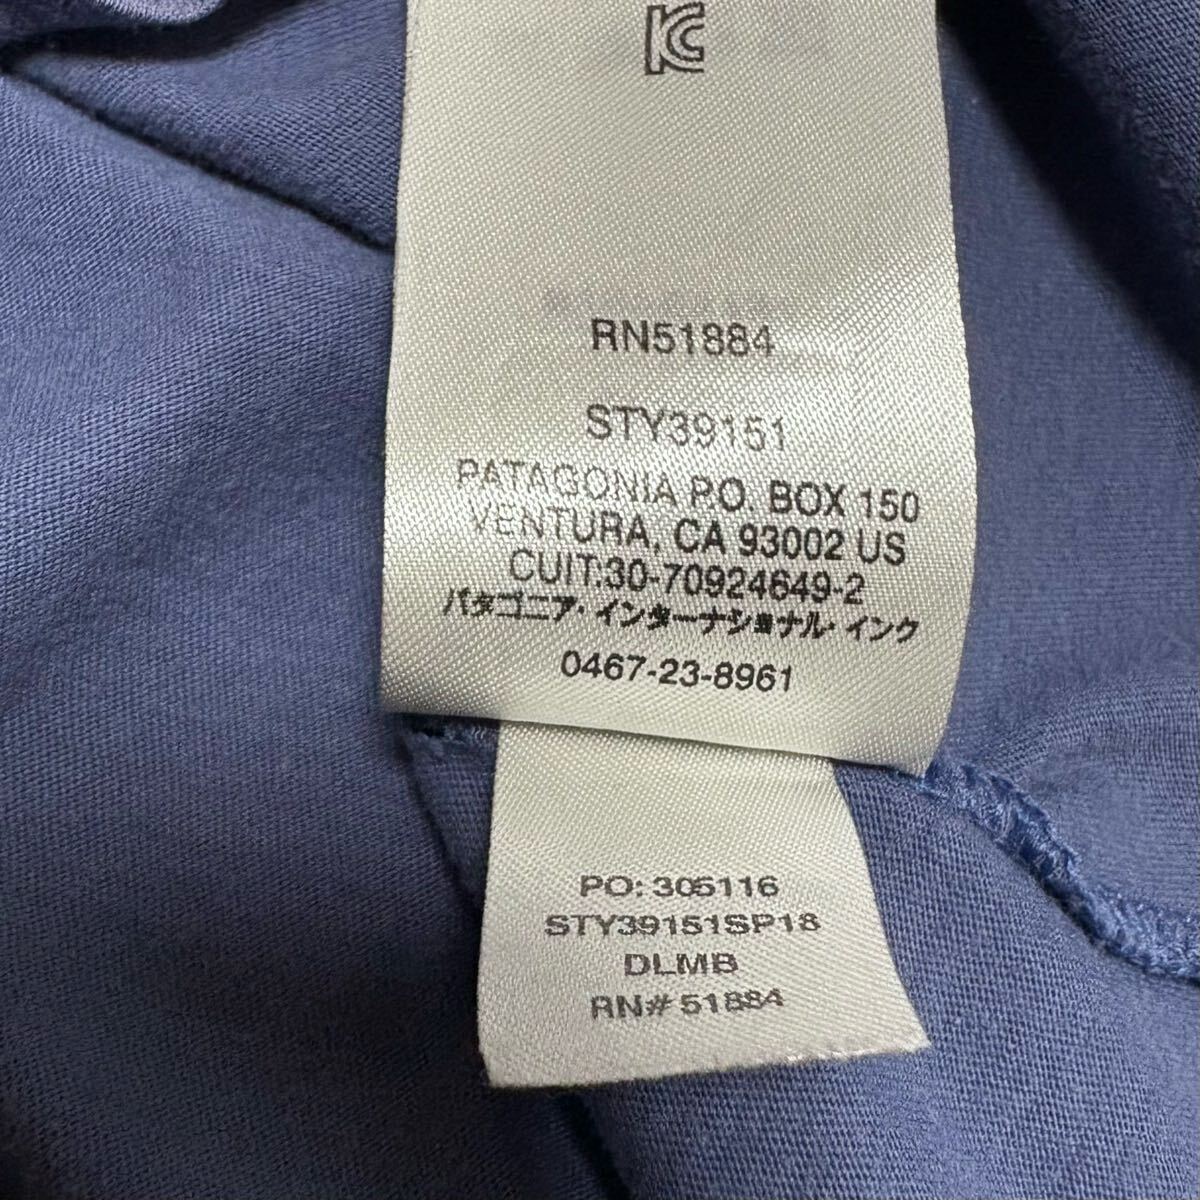 KC
RN51884
STY39151
PATAGONIA P.O. BOX 150
VENTURA, CA 93002 US
CUIT:30-70924649-2
パタゴニア・インターナショナル・インク
0467-23-8961
PO: 305116
STY39151SP18
DLMB
RN# 51884